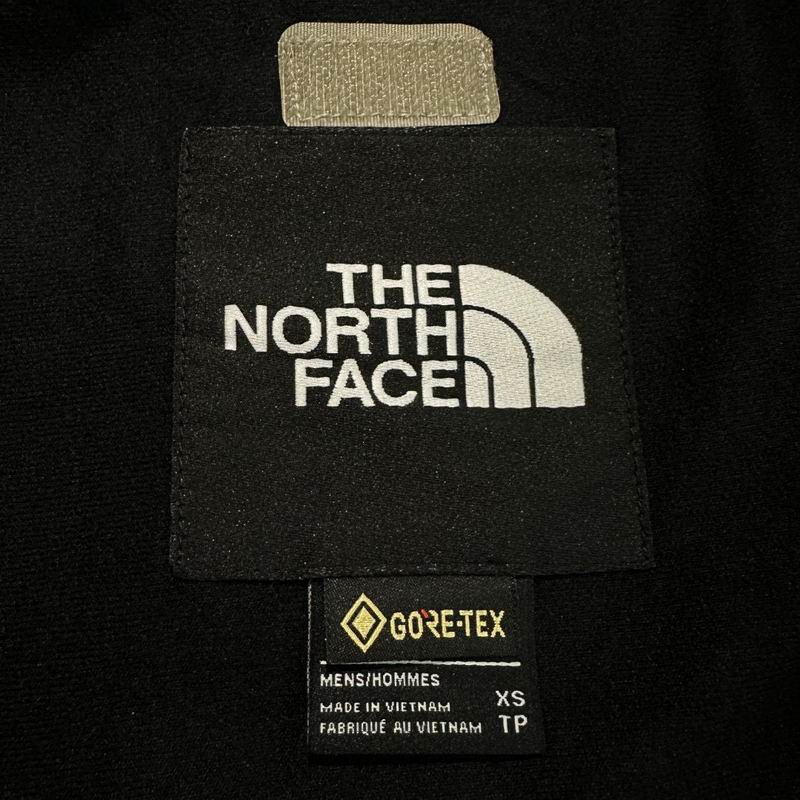 THE
NORTH
FACE
GORE-TEX
MENS/HOMMES
MADE IN VIETNAM XS
FABRIQUÉ AU VIETNAM TP